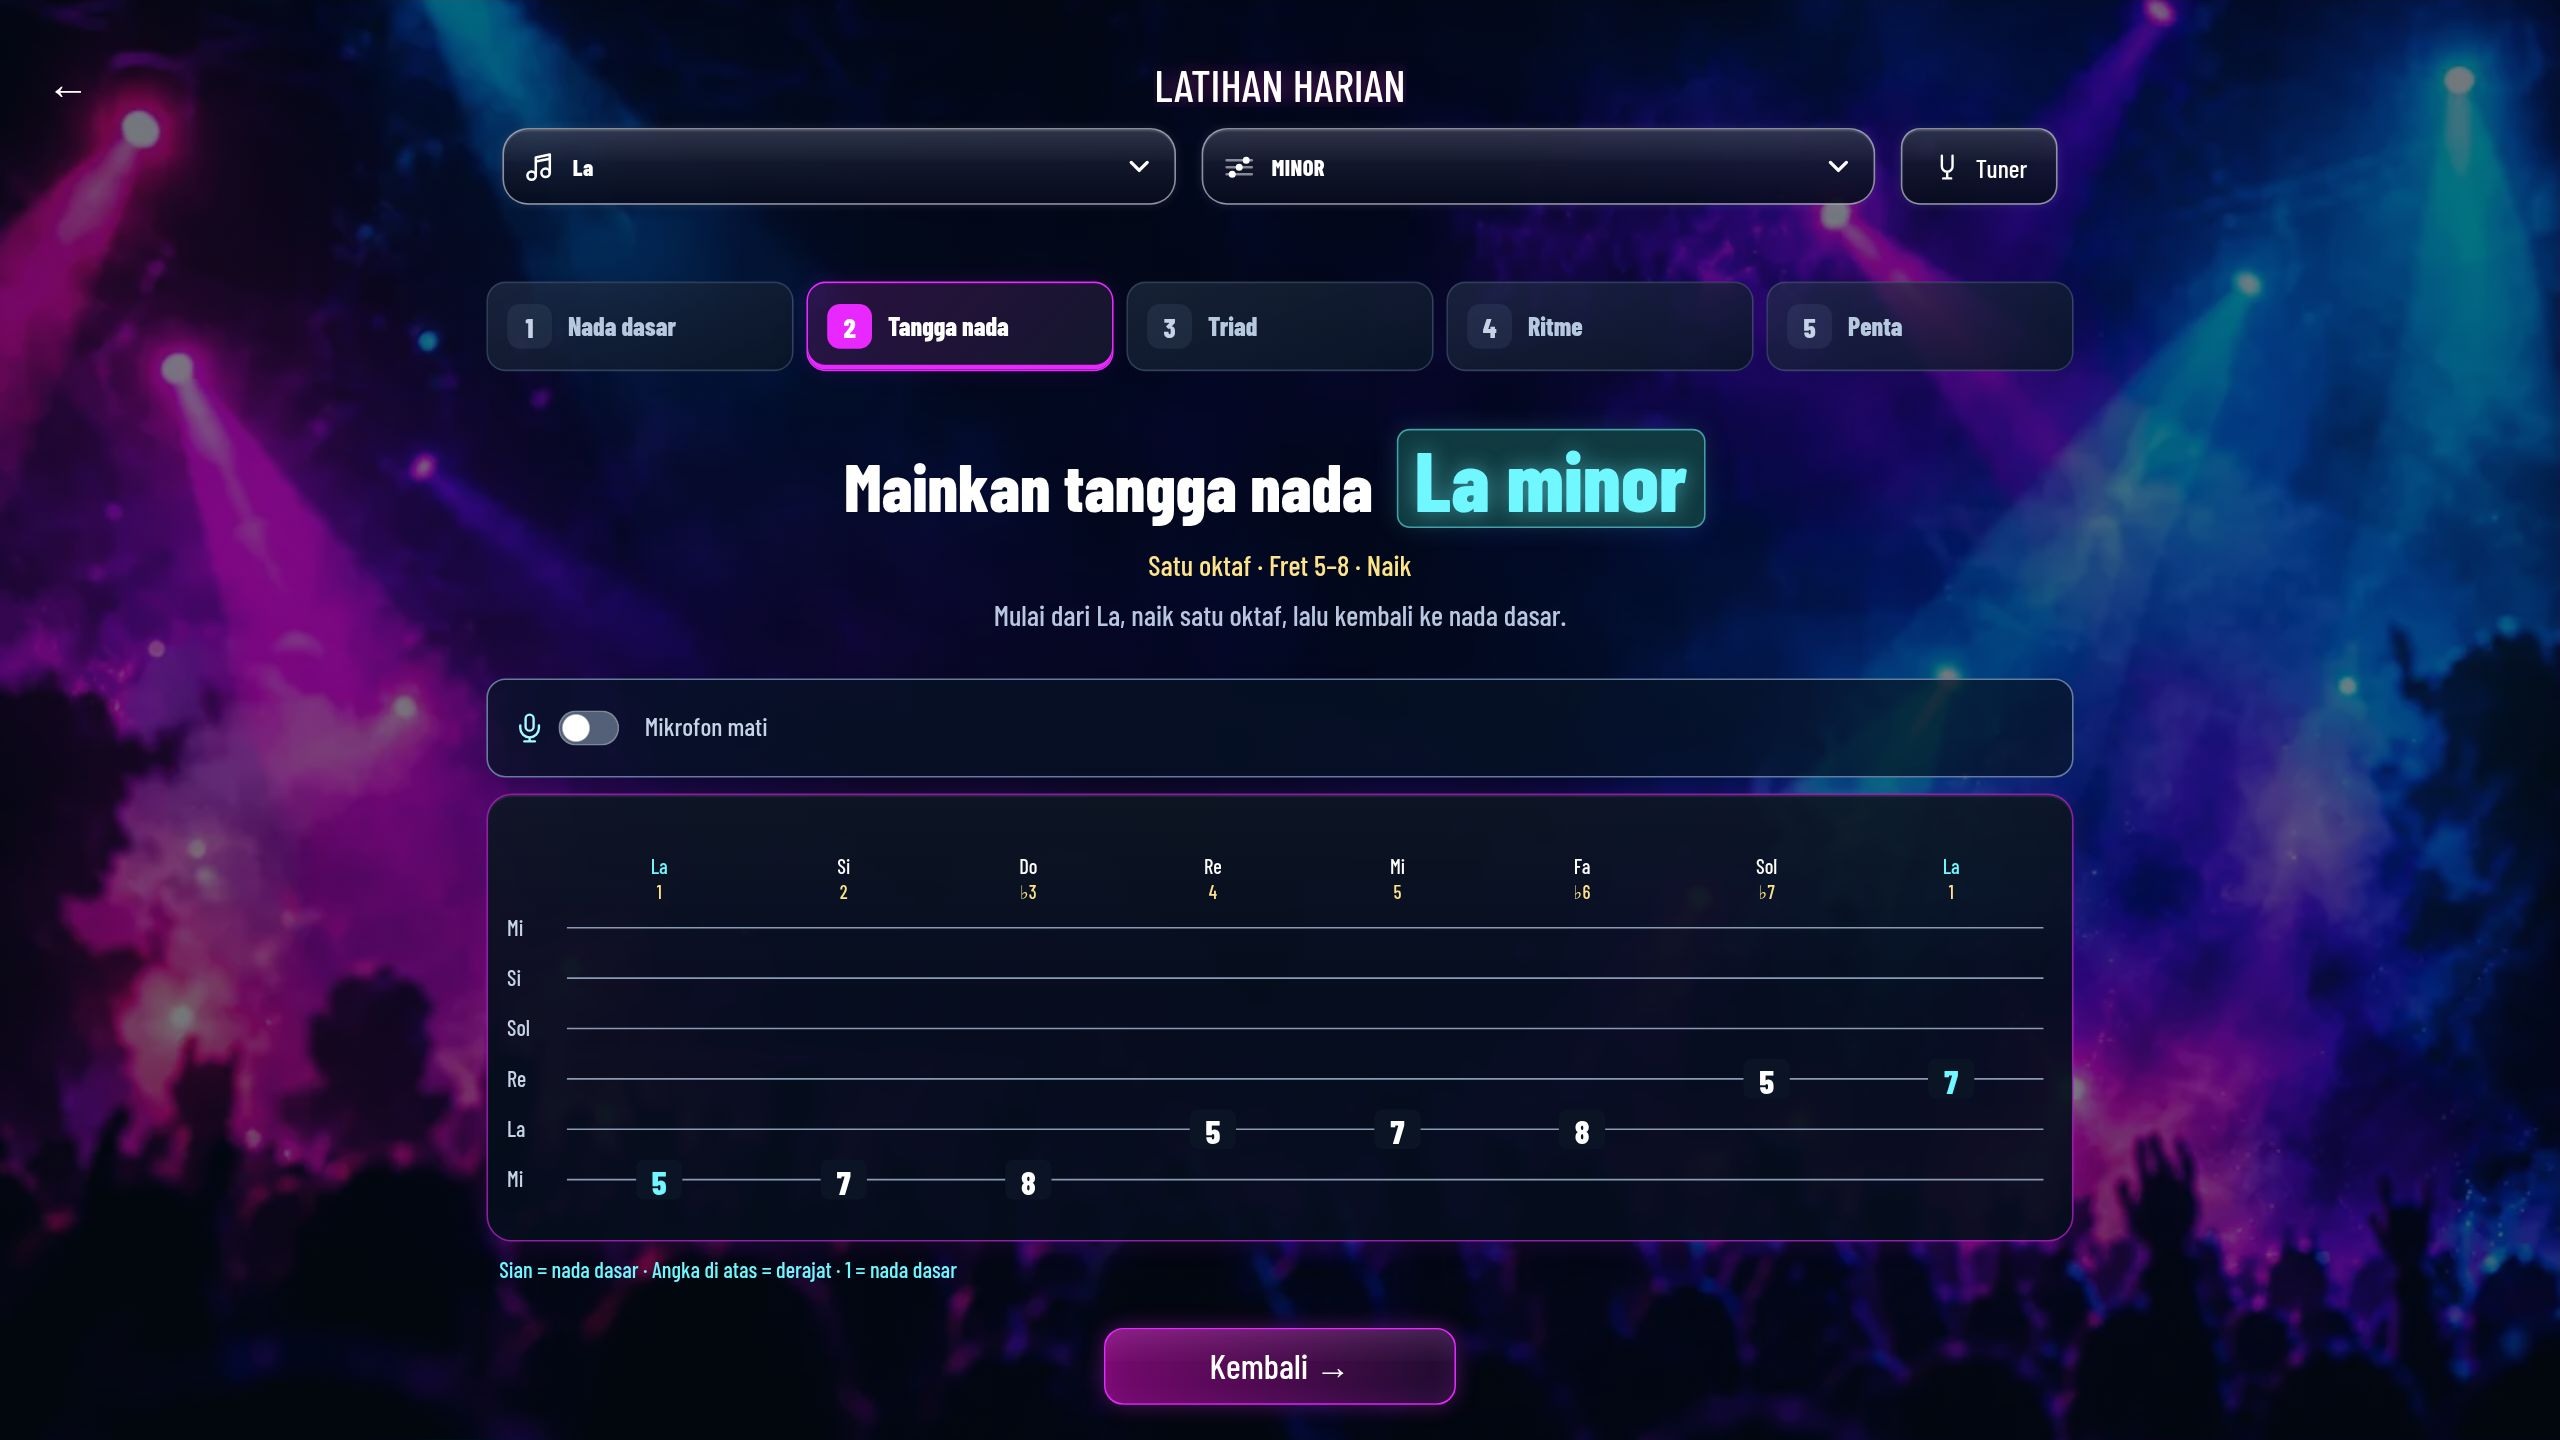 ←
LATIHAN HARIAN
La
MINOR
Tuner
1 Nada dasar
2 Tangga nada
3 Triad
4 Ritme
5 Penta
Mainkan tangga nada La minor
Satu oktaf · Fret 5–8 · Naik
Mulai dari La, naik satu oktaf, lalu kembali ke nada dasar.
Mikrofon mati
La Si Do Re Mi Fa Sol La
1 2 ♭3 4 5 ♭6 ♭7 1
Mi
Si
Sol
Re 5 7
La 5 7 8
Mi 5 7 8
Sian = nada dasar · Angka di atas = derajat · 1 = nada dasar
Kembali →